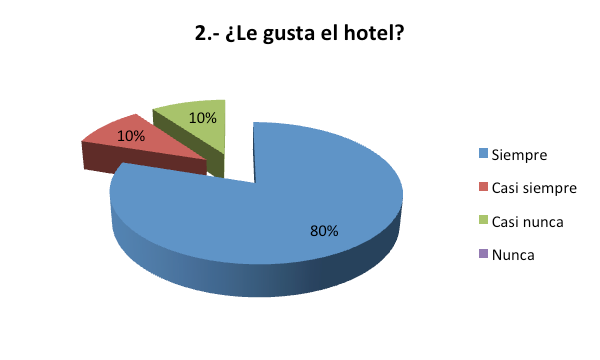 2.- ¿Le gusta el hotel?
10%
10%
80%
Siempre
Casi siempre
Casi nunca
Nunca